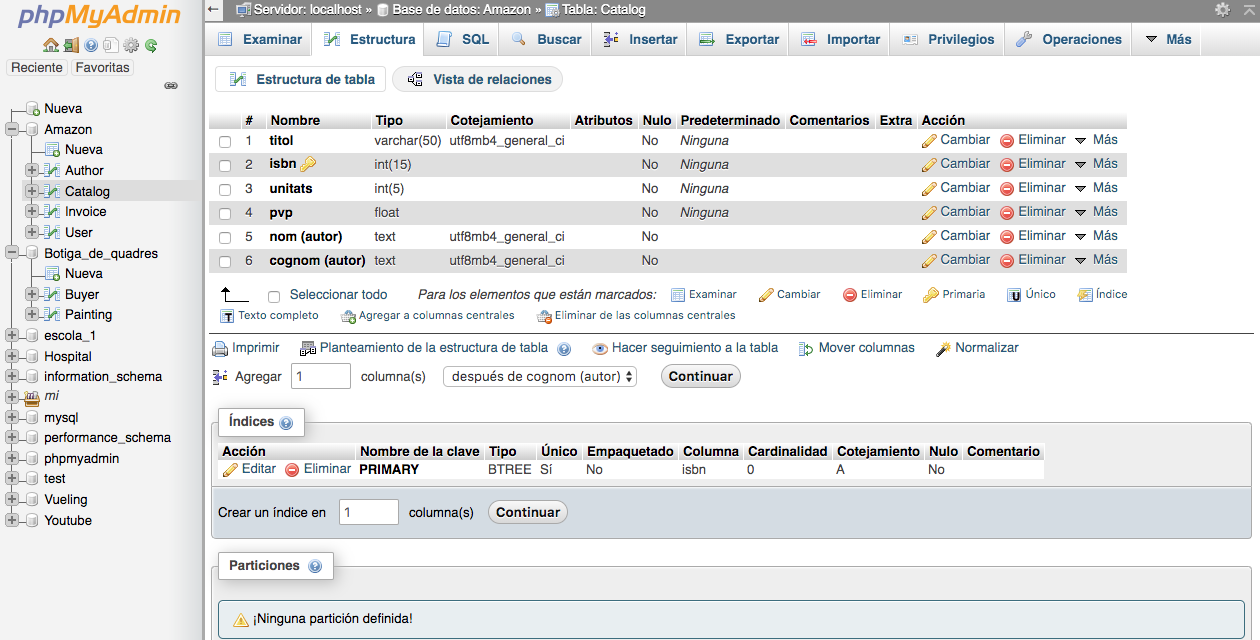 phpMyAdmin
Reciente Favoritas
Nueva
Amazon
Nueva
Author
Catalog
Invoice
User
Botiga_de_quadres
Nueva
Buyer
Painting
escola_1
Hospital
information_schema
mi
mysql
performance_schema
phpmyadmin
test
Vueling
Youtube
Servidor: localhost » Base de datos: Amazon » Tabla: Catalog
Examinar Estructura SQL Buscar Insertar Exportar Importar Privilegios Operaciones Más
Estructura de tabla Vista de relaciones
# Nombre Tipo Cotejamiento Atributos Nulo Predeterminado Comentarios Extra Acción
1 titol varchar(50) utf8mb4_general_ci No Ninguna Cambiar Eliminar Más
2 isbn int(15) No Ninguna Cambiar Eliminar Más
3 unitats int(5) No Ninguna Cambiar Eliminar Más
4 pvp float No Ninguna Cambiar Eliminar Más
5 nom (autor) text utf8mb4_general_ci No Cambiar Eliminar Más
6 cognom (autor) text utf8mb4_general_ci No Cambiar Eliminar Más
Seleccionar todo Para los elementos que están marcados: Examinar Cambiar Eliminar Primaria Único Índice
Texto completo Agregar a columnas centrales Eliminar de las columnas centrales
Imprimir Planteamiento de la estructura de tabla Hacer seguimiento a la tabla Mover columnas Normalizar
Agregar 1 columna(s) después de cognom (autor) Continuar
Índices
Acción Nombre de la clave Tipo Único Empaquetado Columna Cardinalidad Cotejamiento Nulo Comentario
Editar Eliminar PRIMARY BTREE Sí No isbn 0 A No
Crear un índice en 1 columna(s) Continuar
Particiones
¡Ninguna partición definida!